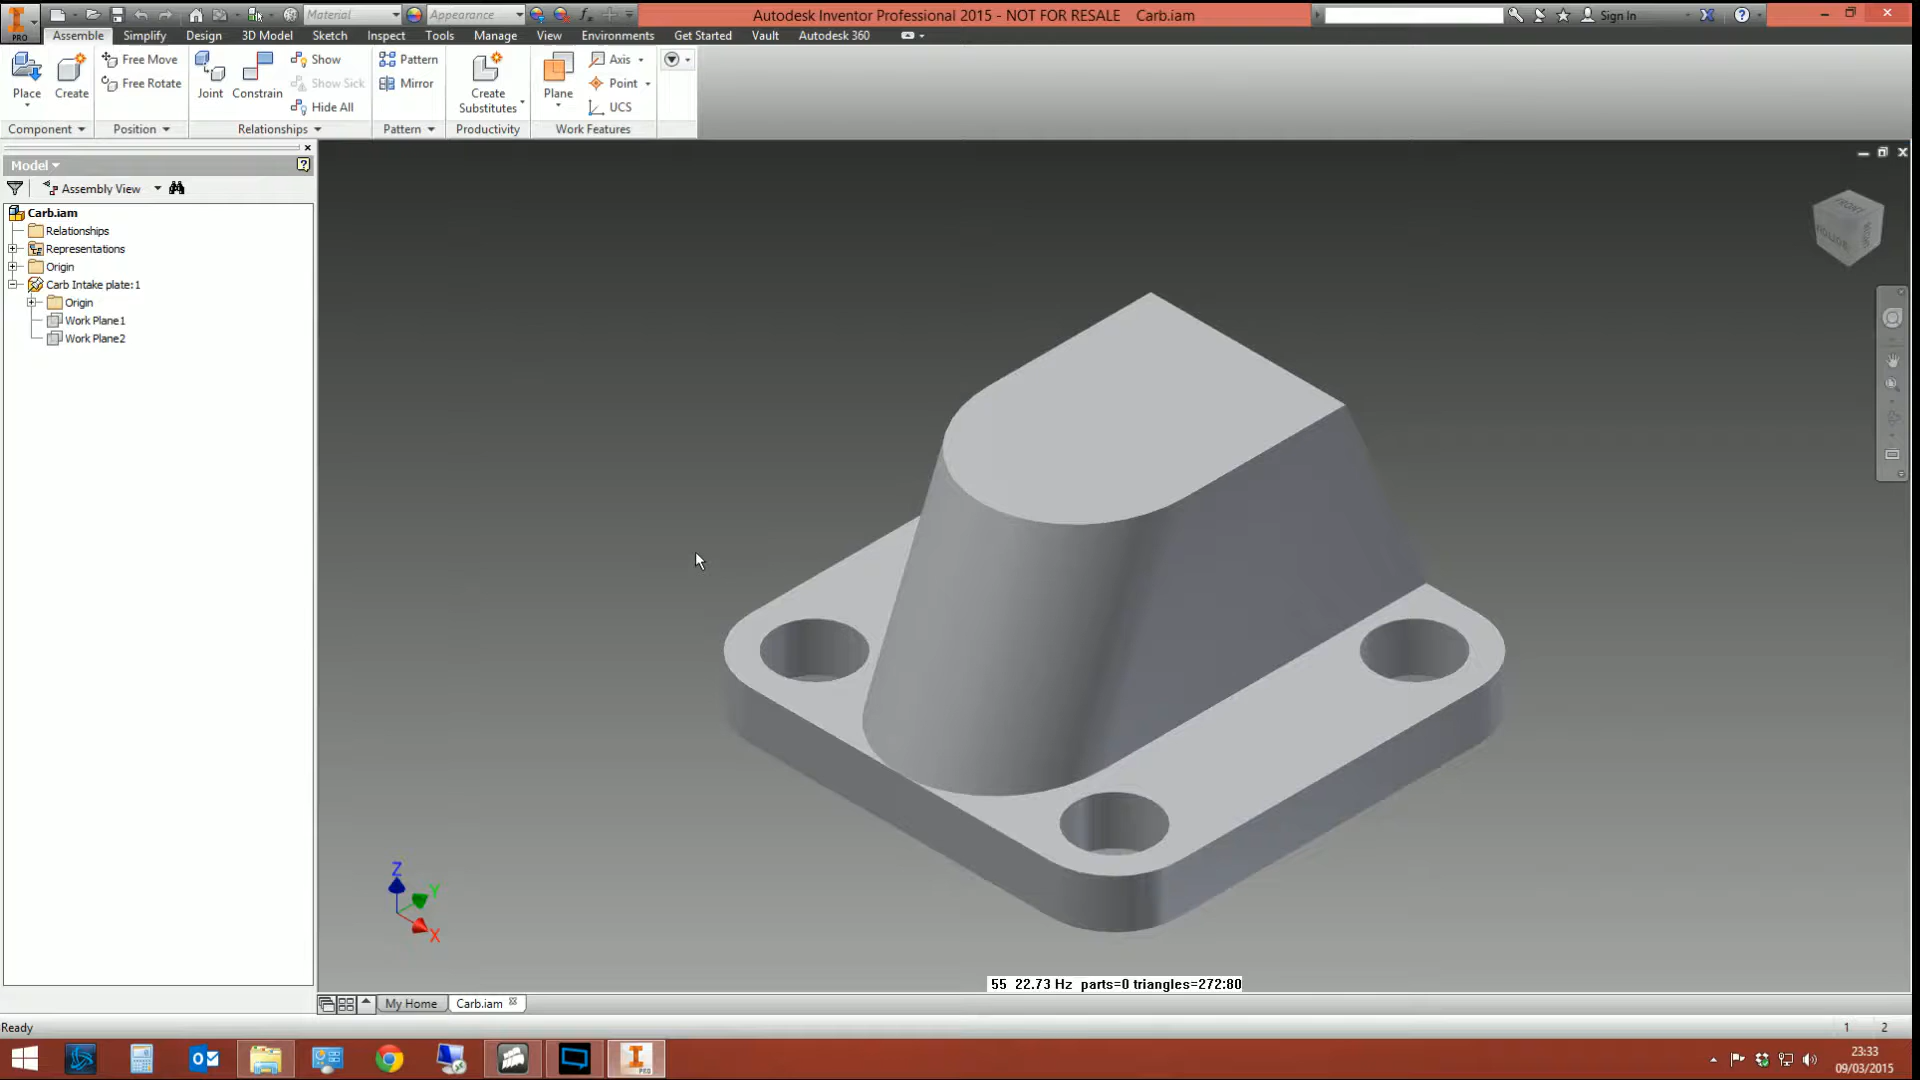 Material
Appearance
Autodesk Inventor Professional 2015 - NOT FOR RESALE Carb.iam
Sign In
PRO
Assemble Simplify Design 3D Model Sketch Inspect Tools Manage View Environments Get Started Vault Autodesk 360
Place
Create
Free Move
Free Rotate
Joint
Constrain
Show
Show Sick
Hide All
Pattern
Mirror
Create
Substitutes
Plane
Axis
Point
UCS
Component Position Relationships Pattern Productivity Work Features
Model
Assembly View
Carb.iam
Relationships
Representations
Origin
Carb Intake plate:1
Origin
Work Plane1
Work Plane2
FRONT
Z
Y
X
55 22.73 Hz parts=0 triangles=272:80
My Home Carb.iam
Ready
1 2
PRO
23:33
09/03/2015